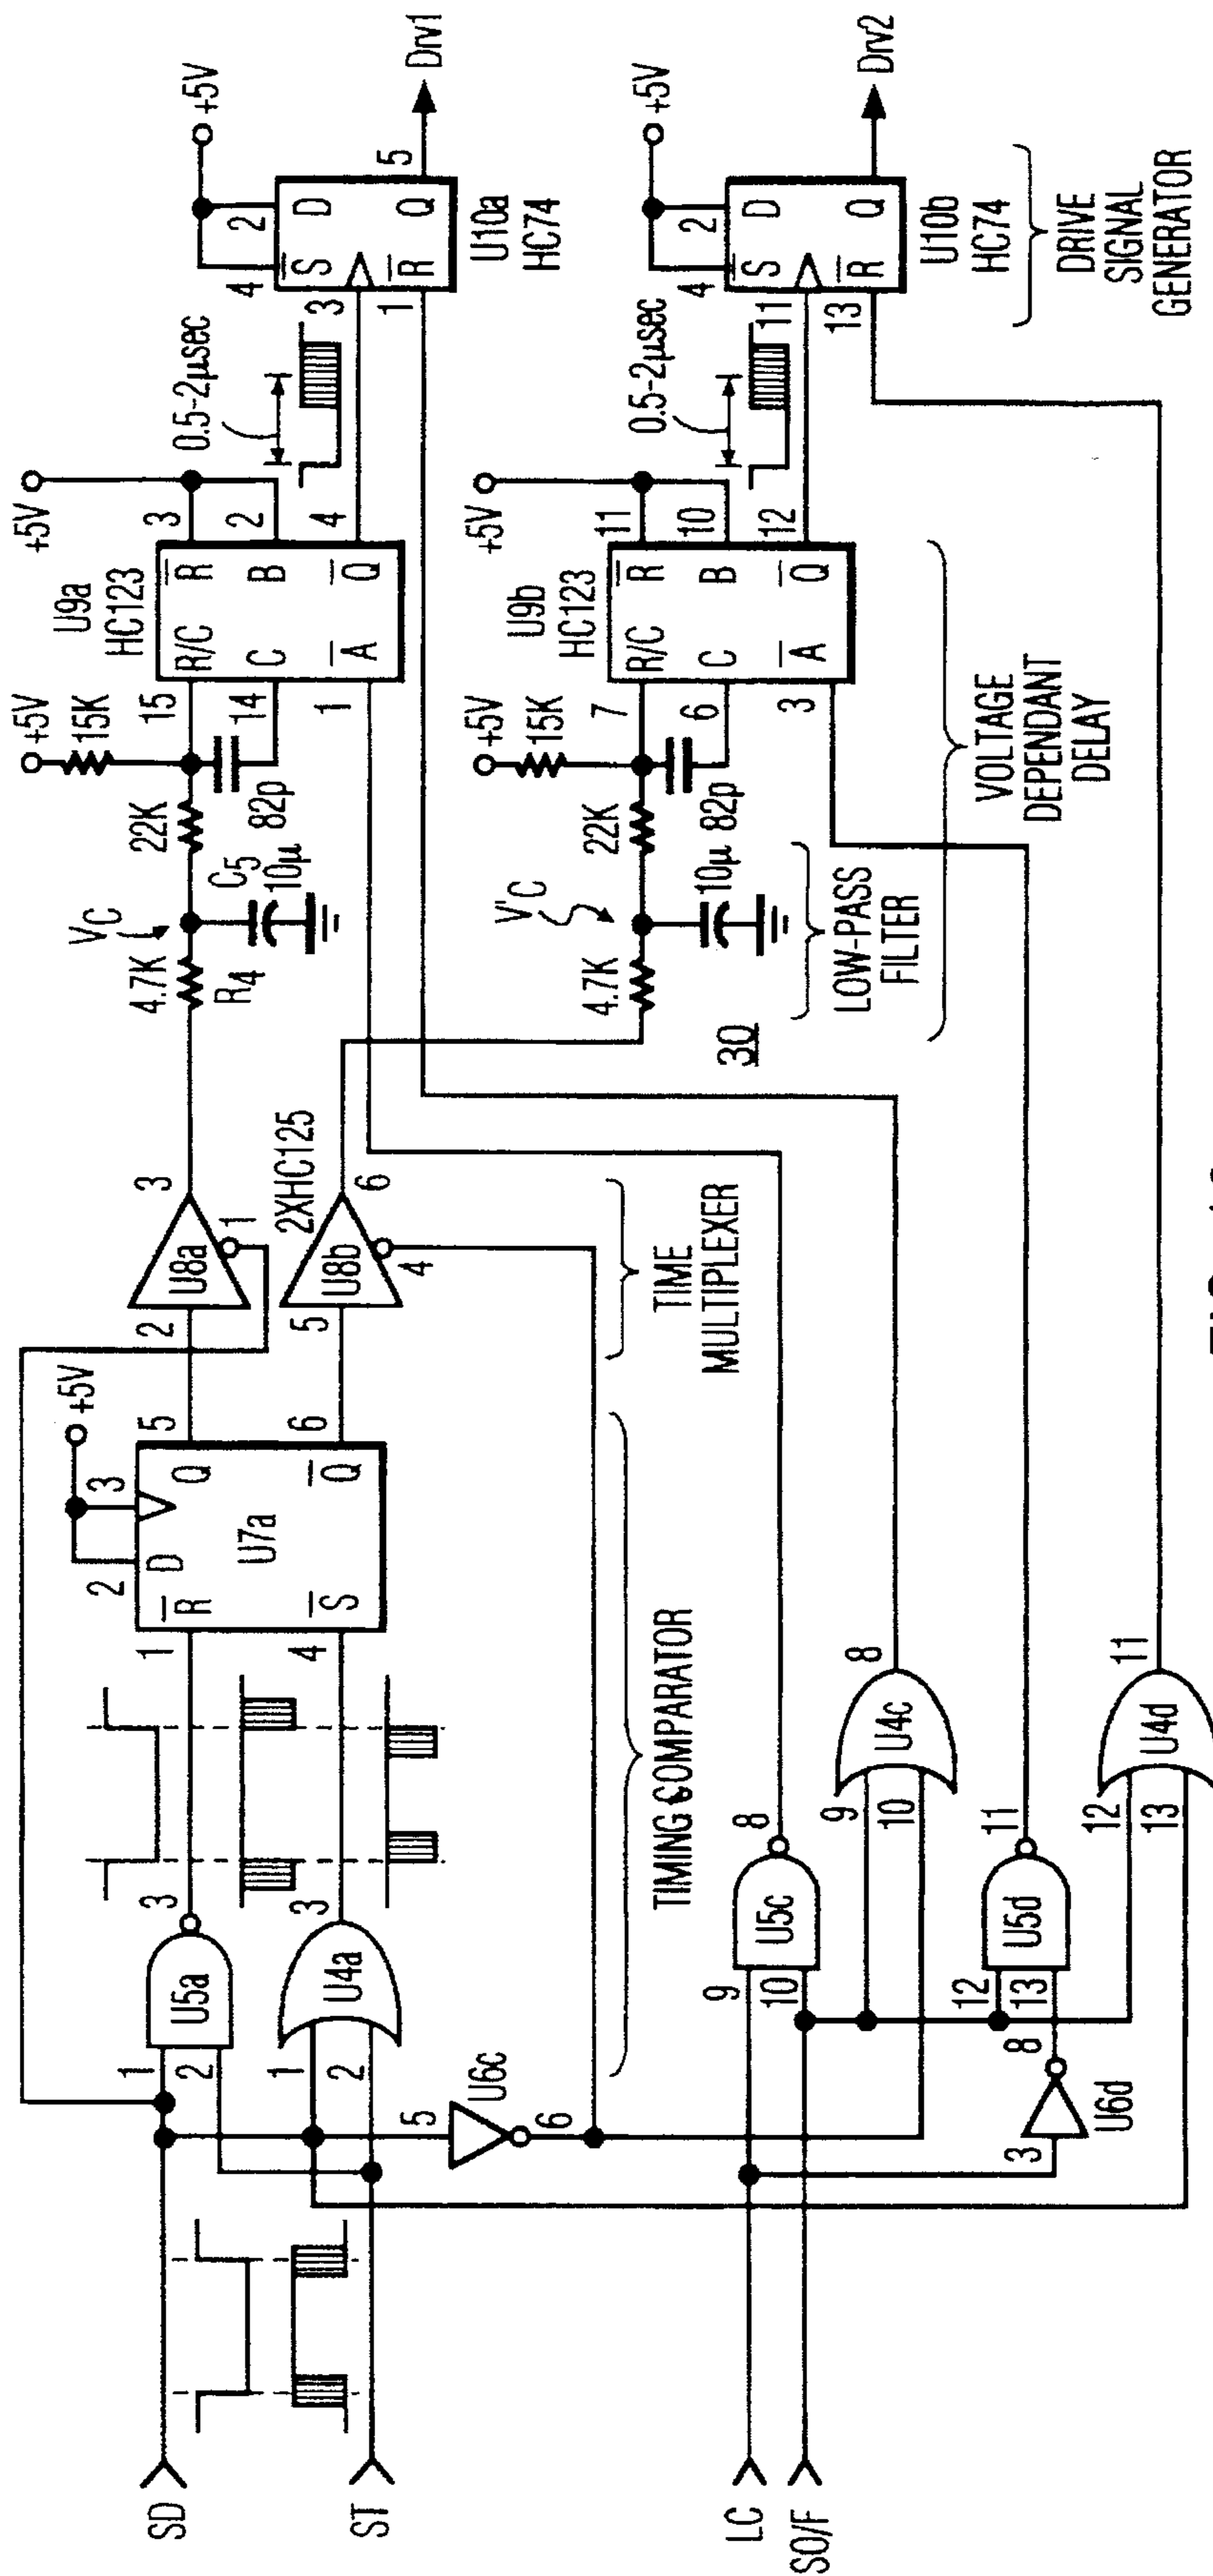 SD
ST
LC
SO/F
1
2
U5a
3
1
2
U4a
3
5
U6c
6
TIMING COMPARATOR
+5V
2
3
D
1
R
Q
5
U7a
4
S
Q
6
2
U8a
3
1
2XHC125
5
U8b
6
4
TIME
MULTIPLEXER
4.7K
R4
VC
C5
10µ
22K
+5V
15K
82p
15
14
1
R/C
C
A
U9a
HC123
R
B
Q
3
2
4
+5V
0.5-2µsec
+5V
4
2
3
1
S
D
R
Q
5
Drv1
U10a
HC74
30
4.7K
V'C
10µ
22K
+5V
15K
82p
7
6
3
R/C
C
A
U9b
HC123
R
B
Q
11
10
12
+5V
0.5-2µsec
+5V
4
2
11
13
S
D
R
Q
Drv2
U10b
HC74
LOW-PASS
FILTER
VOLTAGE
DEPENDANT
DELAY
DRIVE
SIGNAL
GENERATOR
9
10
U5c
8
9
10
U4c
8
3
U6d
8
12
13
U5d
11
12
13
U4d
11